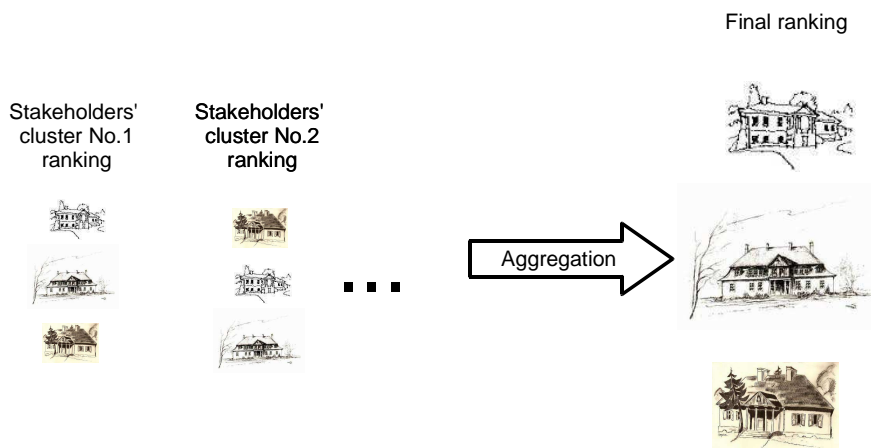 Final ranking
Stakeholders'
cluster No.1
ranking
Stakeholders'
cluster No.2
ranking
...
Aggregation